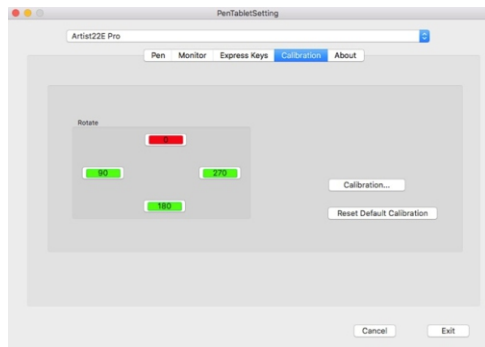 PenTabletSetting
Artist22E Pro
Pen Monitor Express Keys Calibration About
Rotate
0
90 270
180
Calibration...
Reset Default Calibration
Cancel Exit